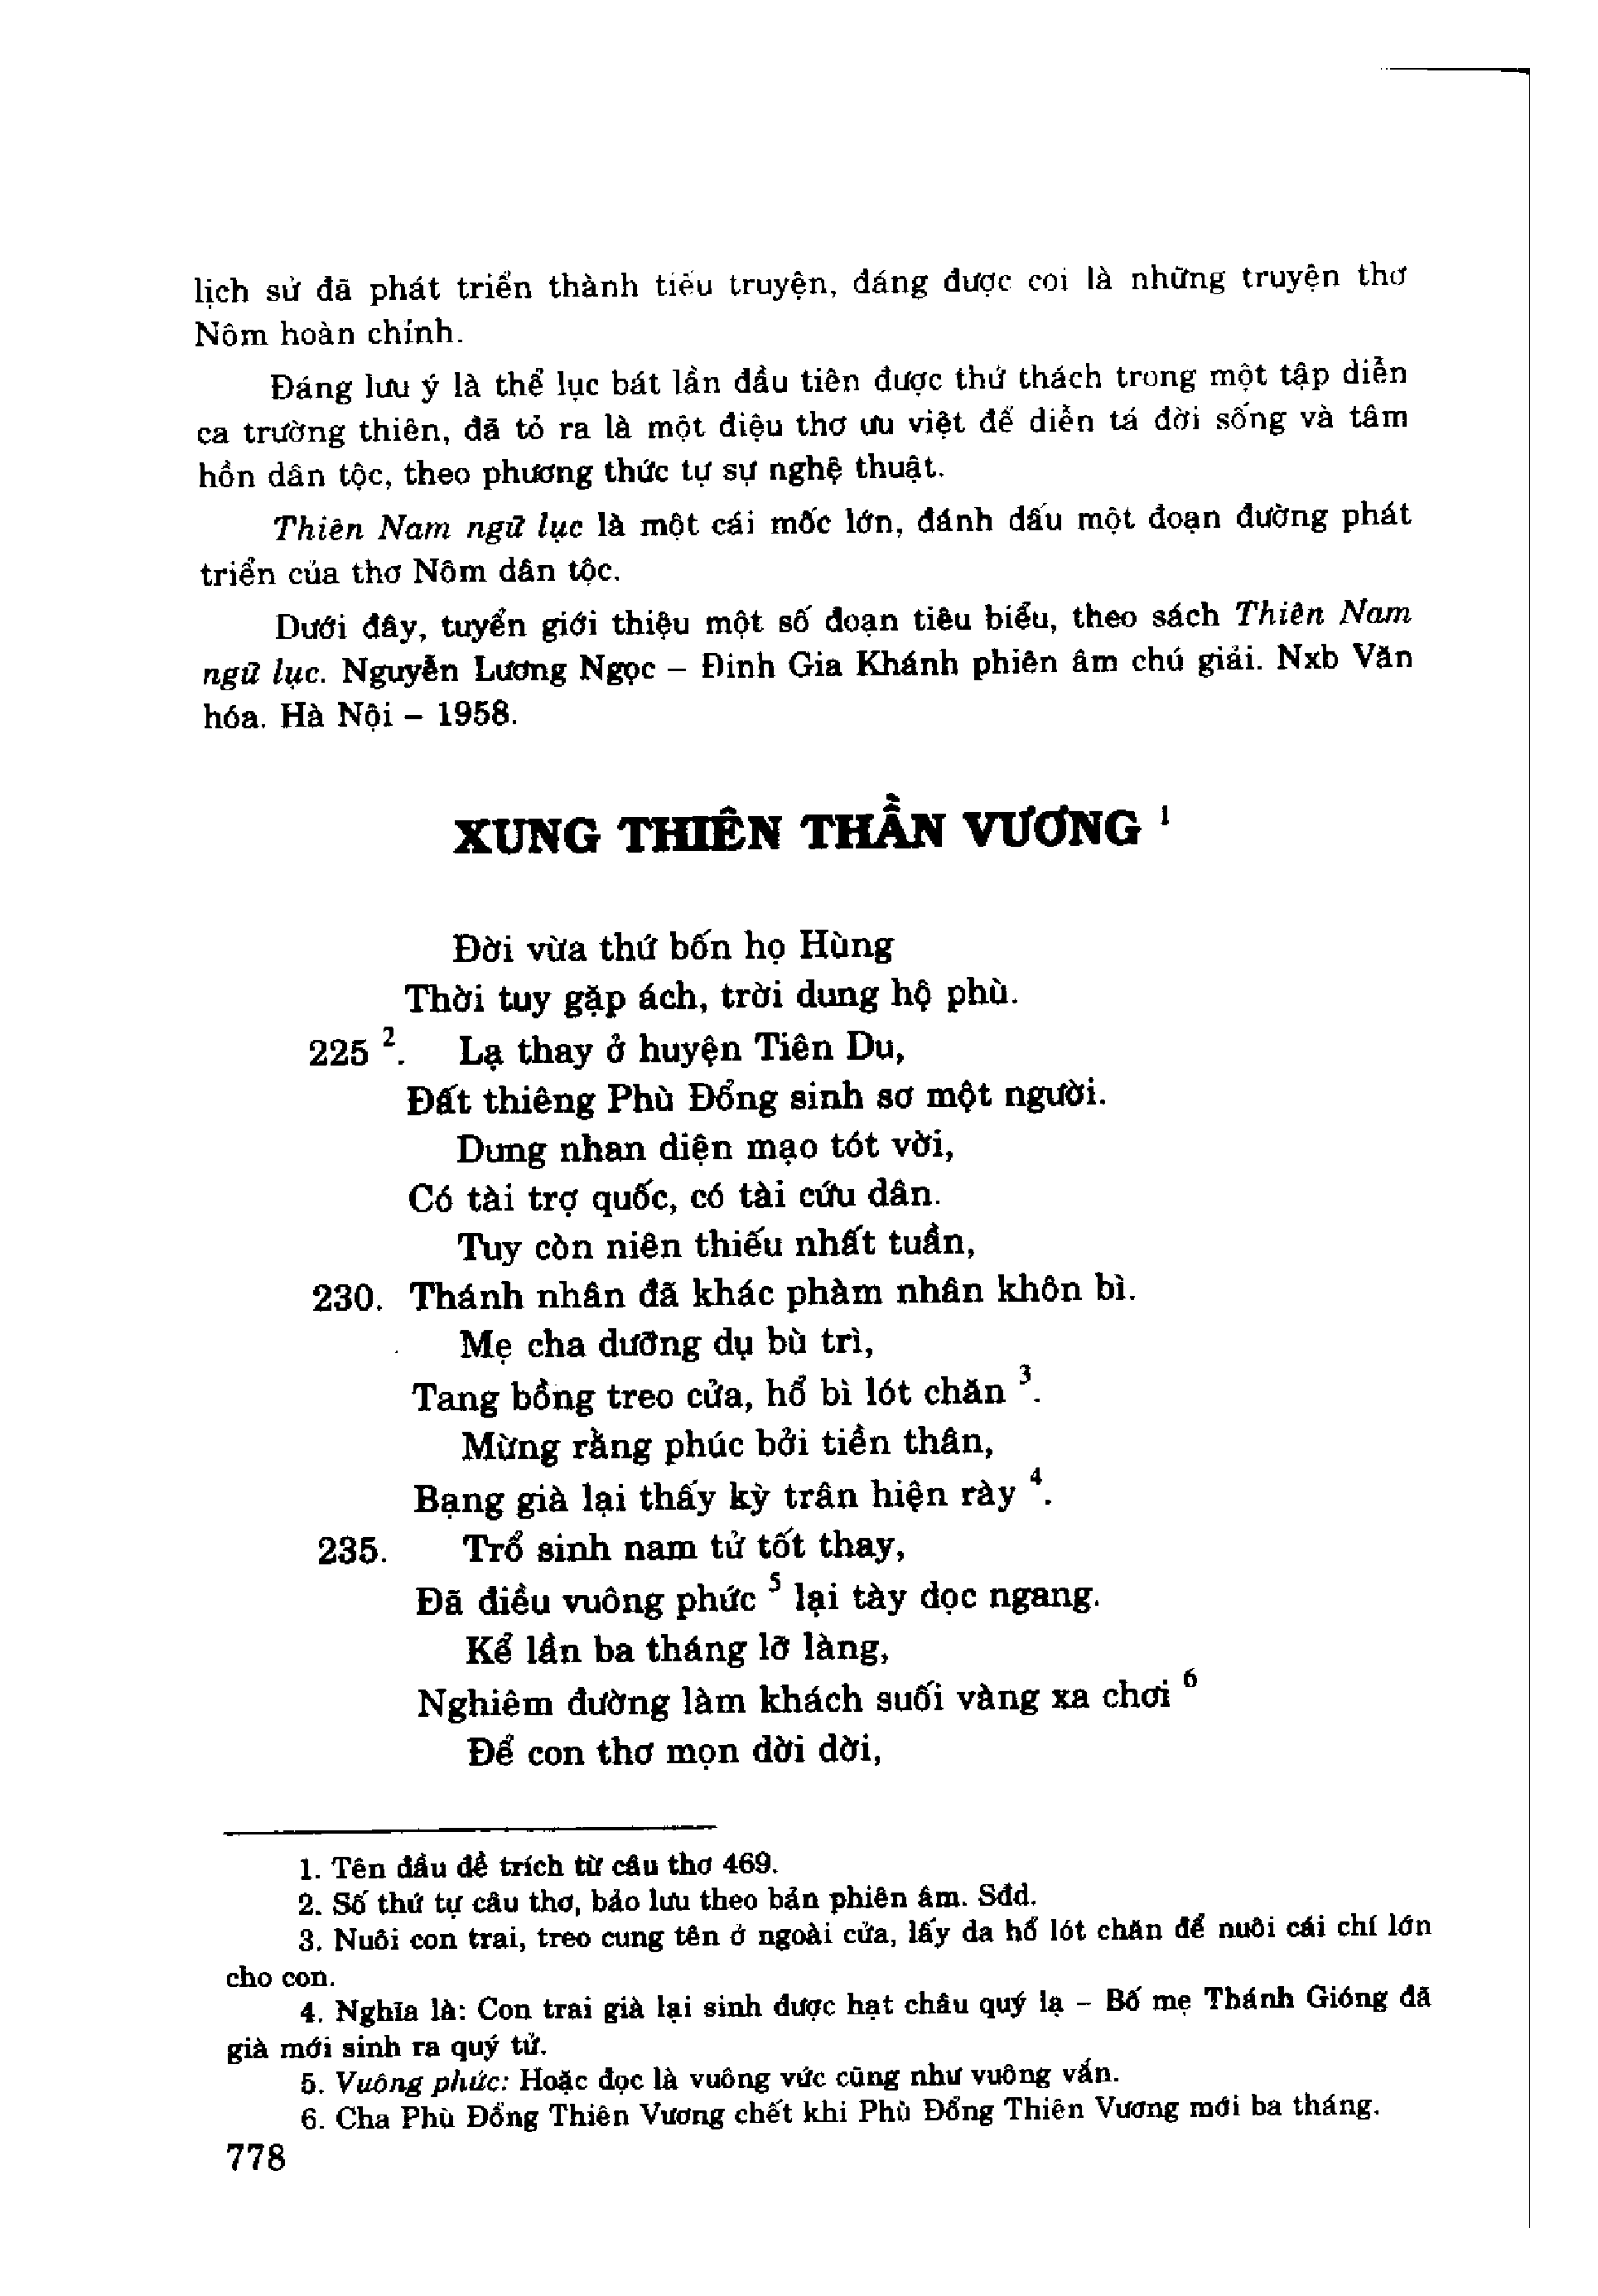 lịch sử đã phát triển thành tiểu truyện, đáng được coi là những truyện thơ
Nôm hoàn chỉnh.
Đáng lưu ý là thể lục bát lần đầu tiên được thử thách trong một tập diễn
ca trường thiên, đã tỏ ra là một điệu thơ ưu việt để diễn tả đời sống và tâm
hồn dân tộc, theo phương thức tự sự nghệ thuật.
Thiên Nam ngữ lục là một cái mốc lớn, đánh dấu một đoạn đường phát
triển của thơ Nôm dân tộc.
Dưới đây, tuyển giới thiệu một số đoạn tiêu biểu, theo sách Thiên Nam
ngữ lục. Nguyễn Lương Ngọc – Đinh Gia Khánh phiên âm chú giải. Nxb Văn
hóa. Hà Nội – 1958.
XUNG THIÊN THẦN VƯƠNG ¹
Đời vừa thứ bốn họ Hùng
Thời tuy gặp ách, trời dung hộ phù.
225 ². Lạ thay ở huyện Tiên Du,
Đất thiêng Phù Đổng sinh sơ một người.
Dung nhan diện mạo tót vời,
Có tài trợ quốc, có tài cứu dân.
Tuy còn niên thiếu nhất tuần,
230. Thánh nhân đã khác phàm nhân khôn bì.
Mẹ cha dưỡng dụ bù trì,
Tang bồng treo cửa, hổ bì lót chăn ³.
Mừng rằng phúc bởi tiền thân,
Bạng già lại thấy kỳ trân hiện rày ⁴.
235. Trổ sinh nam tử tốt thay,
Đã điều vuông phức ⁵ lại tày dọc ngang.
Kể lần ba tháng lỡ làng,
Nghiêm đường làm khách suối vàng xa chơi ⁶
Để con thơ mọn dời dời,
1. Tên đầu đề trích từ câu thơ 469.
2. Số thứ tự câu thơ, bảo lưu theo bản phiên âm. Sđd.
3. Nuôi con trai, treo cung tên ở ngoài cửa, lấy da hổ lót chăn để nuôi cái chí lớn
cho con.
4. Nghĩa là: Con trai già lại sinh được hạt châu quý lạ – Bố mẹ Thánh Gióng đã
già mới sinh ra quý tử.
5. Vuông phức: Hoặc đọc là vuông vức cũng như vuông vắn.
6. Cha Phù Đổng Thiên Vương chết khi Phù Đổng Thiên Vương mới ba tháng.
778